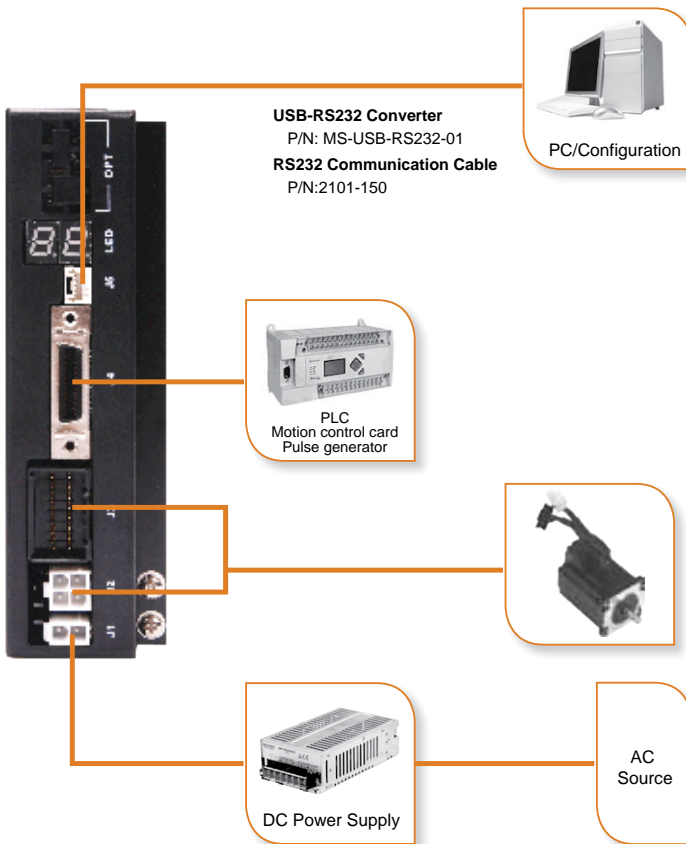 USB-RS232 Converter
P/N: MS-USB-RS232-01
RS232 Communication Cable
P/N:2101-150
PC/Configuration
DPT
LED
J5
PLC
Motion control card
Pulse generator
J3
J2
J1
DC Power Supply
AC
Source